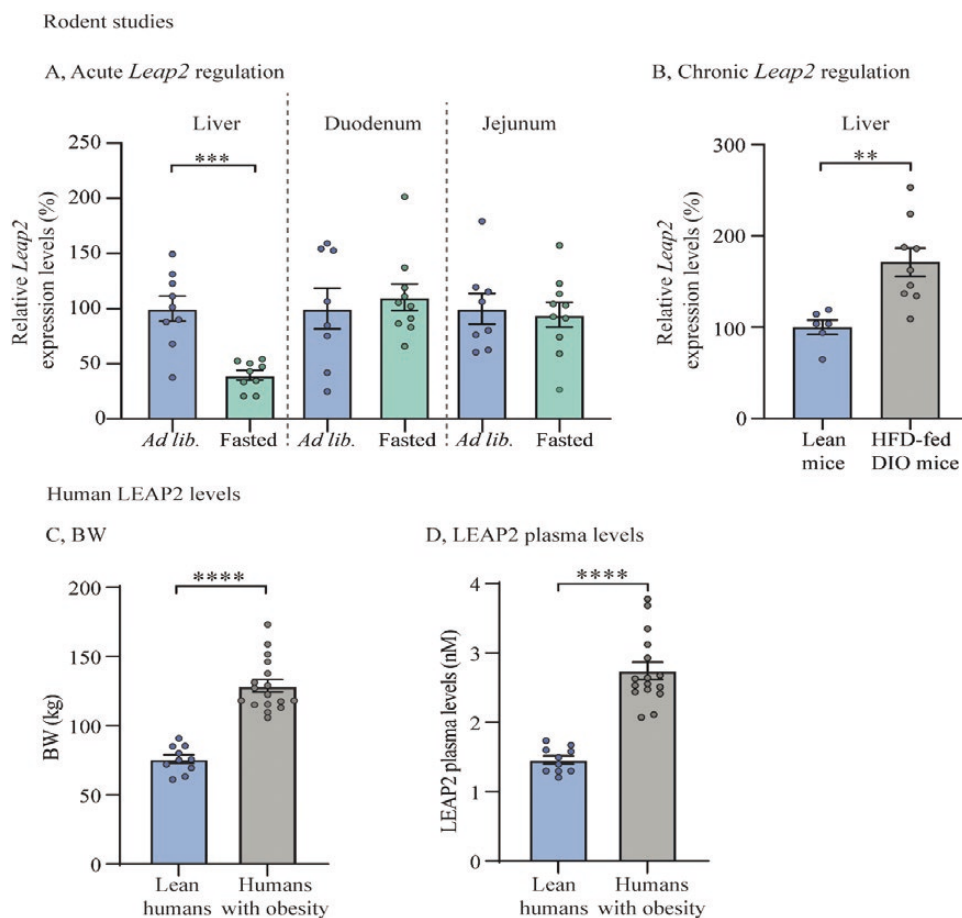 Rodent studies
A, Acute Leap2 regulation
Liver
Duodenum
Jejunum
Relative Leap2
expression levels (%)
250
200
150
100
50
0
***
Ad lib.
Fasted
Ad lib.
Fasted
Ad lib.
Fasted
B, Chronic Leap2 regulation
Liver
Relative Leap2
expression levels (%)
300
200
100
0
**
Lean
mice
HFD-fed
DIO mice
Human LEAP2 levels
C, BW
BW (kg)
200
150
100
50
0
****
Lean
humans
Humans
with obesity
D, LEAP2 plasma levels
LEAP2 plasma levels (nM)
4
3
2
1
0
****
Lean
humans
Humans
with obesity